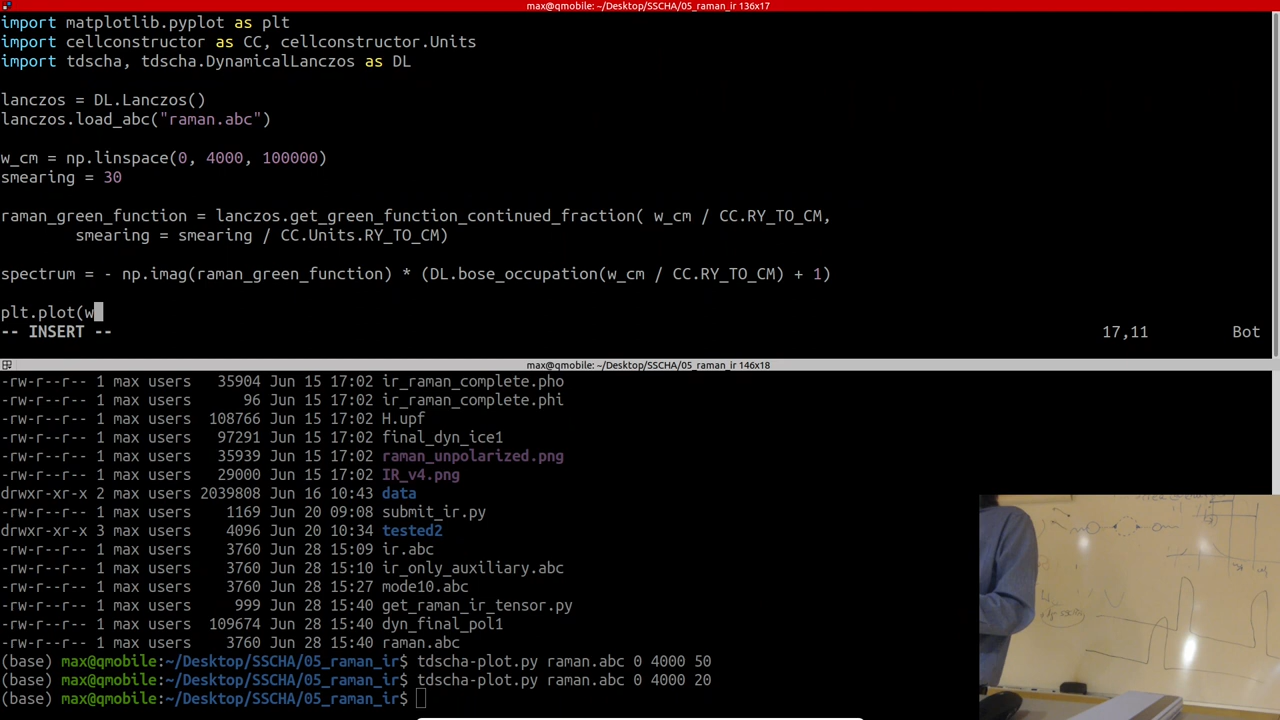 max@qmobile: ~/Desktop/SSCHA/05_raman_ir 136x17
import matplotlib.pyplot as plt
import cellconstructor as CC, cellconstructor.Units
import tdscha, tdscha.DynamicalLanczos as DL
lanczos = DL.Lanczos()
lanczos.load_abc("raman.abc")
w_cm = np.linspace(0, 4000, 100000)
smearing = 30
raman_green_function = lanczos.get_green_function_continued_fraction( w_cm / CC.RY_TO_CM,
smearing = smearing / CC.Units.RY_TO_CM)
spectrum = - np.imag(raman_green_function) * (DL.bose_occupation(w_cm / CC.RY_TO_CM) + 1)
plt.plot(w
-- INSERT -- 17,11 Bot
max@qmobile: ~/Desktop/SSCHA/05_raman_ir 146x18
-rw-r--r-- 1 max users 35904 Jun 15 17:02 ir_raman_complete.pho
-rw-r--r-- 1 max users 96 Jun 15 17:02 ir_raman_complete.phi
-rw-r--r-- 1 max users 108766 Jun 15 17:02 H.upf
-rw-r--r-- 1 max users 97291 Jun 15 17:02 final_dyn_ice1
-rw-r--r-- 1 max users 35939 Jun 15 17:02 raman_unpolarized.png
-rw-r--r-- 1 max users 29000 Jun 15 17:02 IR_v4.png
drwxr-xr-x 2 max users 2039808 Jun 16 10:43 data
-rw-r--r-- 1 max users 1169 Jun 20 09:08 submit_ir.py
drwxr-xr-x 3 max users 4096 Jun 20 10:34 tested2
-rw-r--r-- 1 max users 3760 Jun 28 15:09 ir.abc
-rw-r--r-- 1 max users 3760 Jun 28 15:10 ir_only_auxiliary.abc
-rw-r--r-- 1 max users 3760 Jun 28 15:27 mode10.abc
-rw-r--r-- 1 max users 999 Jun 28 15:40 get_raman_ir_tensor.py
-rw-r--r-- 1 max users 109674 Jun 28 15:40 dyn_final_pol1
-rw-r--r-- 1 max users 3760 Jun 28 15:40 raman.abc
(base) max@qmobile:~/Desktop/SSCHA/05_raman_ir$ tdscha-plot.py raman.abc 0 4000 50
(base) max@qmobile:~/Desktop/SSCHA/05_raman_ir$ tdscha-plot.py raman.abc 0 4000 20
(base) max@qmobile:~/Desktop/SSCHA/05_raman_ir$